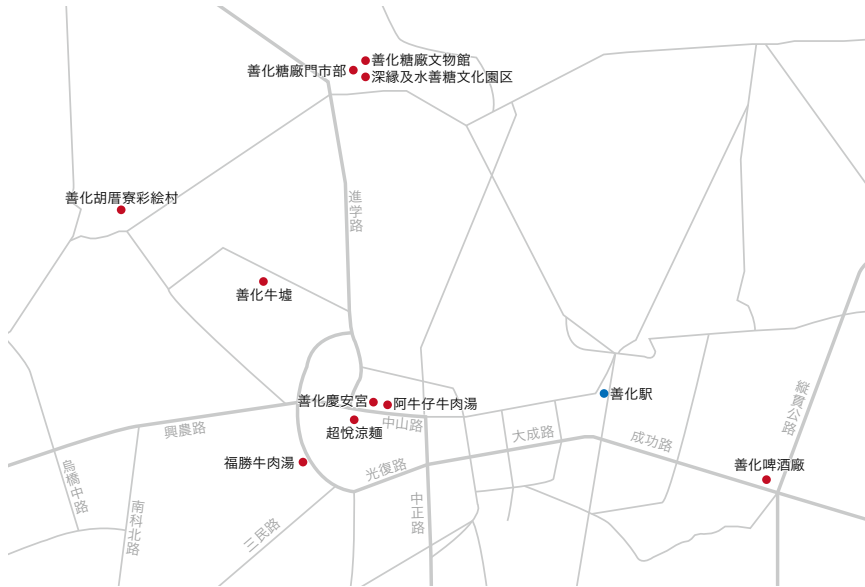 善化糖廠文物館
善化糖廠門市部
深緣及水善糖文化園区
善化胡厝寮彩絵村
進学路
善化牛墟
善化慶安宮
阿牛仔牛肉湯
善化駅
縦貫公路
中山路
超悅涼麺
興農路
大成路
成功路
福勝牛肉湯
光復路
善化啤酒廠
烏橋中路
南科北路
三民路
中正路